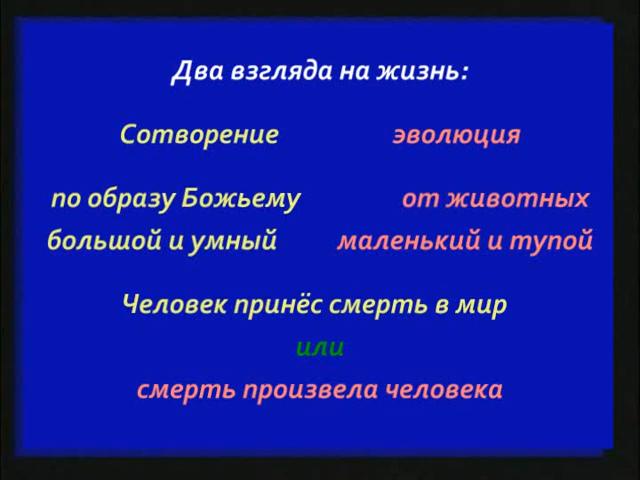 Два взгляда на жизнь:
Сотворение эволюция
по образу Божьему от животных
большой и умный маленький и тупой
Человек принёс смерть в мир
или
смерть произвела человека